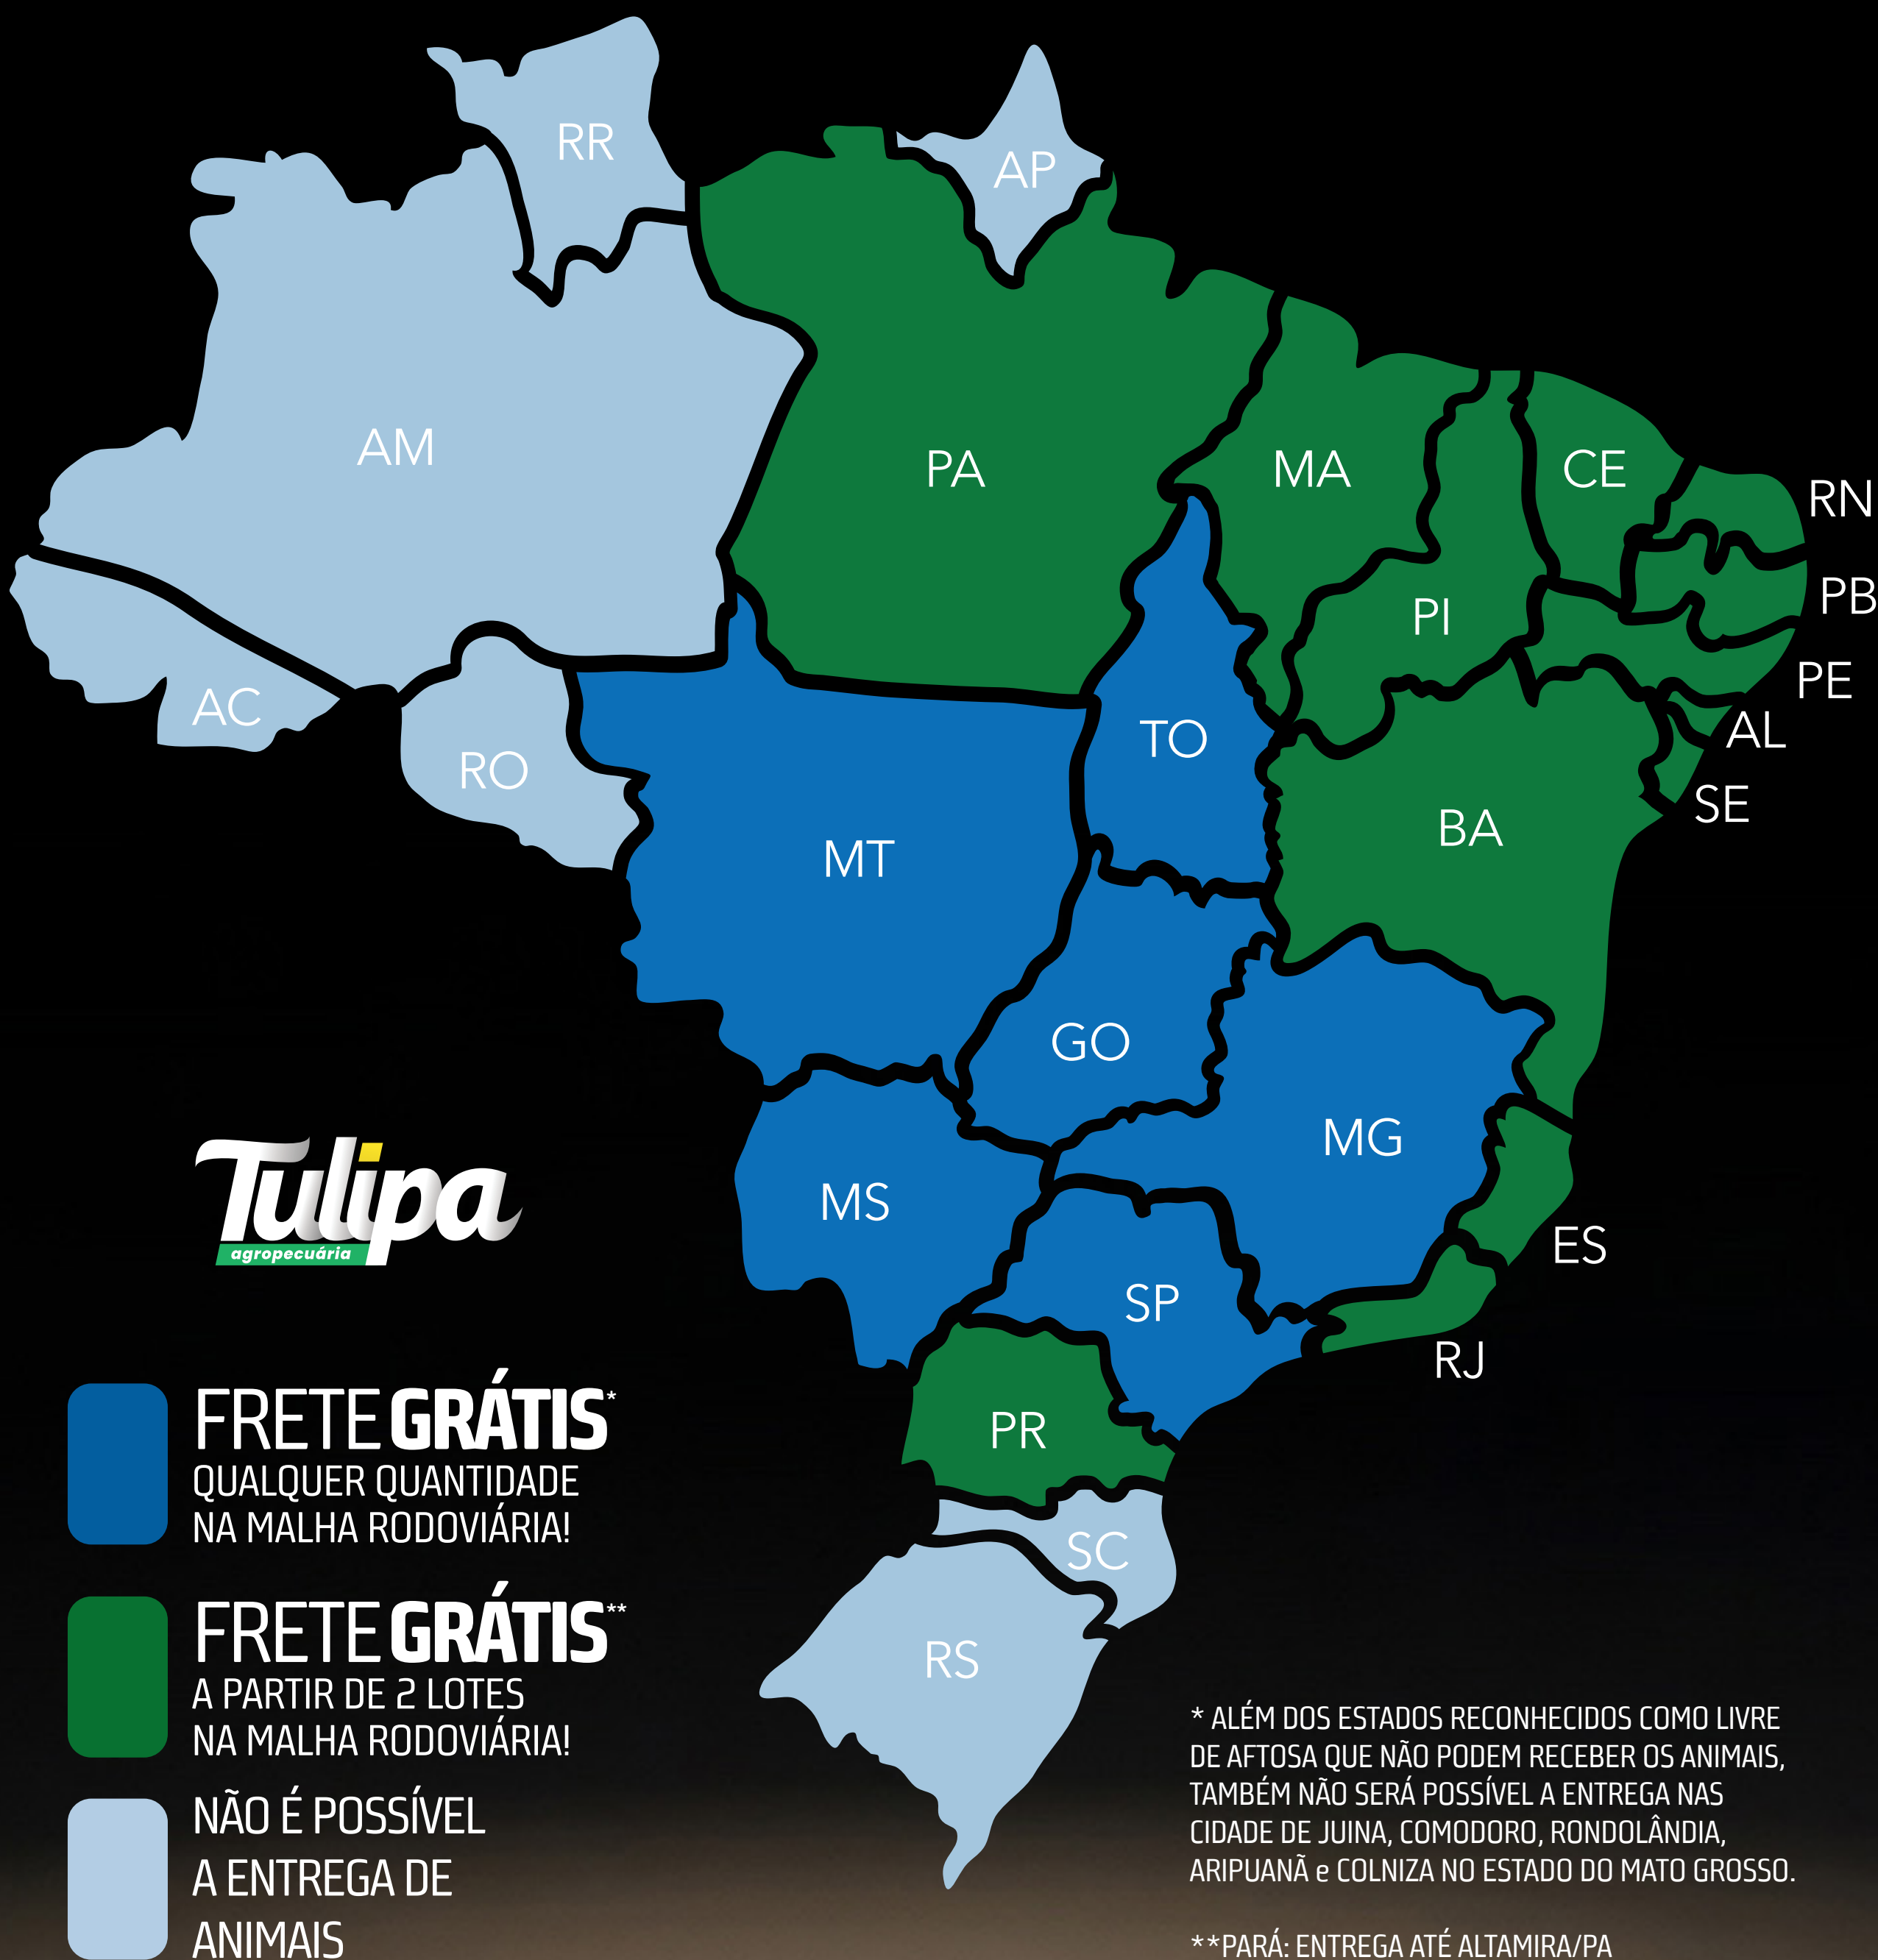 RR
AP
AM
PA
MA
CE
RN
PB
PI
PE
AC
AL
TO
RO
SE
BA
MT
GO
MG
MS
ES
SP
RJ
PR
SC
RS
Tulipa
agropecuária
FRETE GRÁTIS*
QUALQUER QUANTIDADE
NA MALHA RODOVIÁRIA!
FRETE GRÁTIS**
A PARTIR DE 2 LOTES
NA MALHA RODOVIÁRIA!
NÃO É POSSÍVEL
A ENTREGA DE
ANIMAIS
* ALÉM DOS ESTADOS RECONHECIDOS COMO LIVRE
DE AFTOSA QUE NÃO PODEM RECEBER OS ANIMAIS,
TAMBÉM NÃO SERÁ POSSÍVEL A ENTREGA NAS
CIDADE DE JUINA, COMODORO, RONDOLÂNDIA,
ARIPUANÃ e COLNIZA NO ESTADO DO MATO GROSSO.
**PARÁ: ENTREGA ATÉ ALTAMIRA/PA